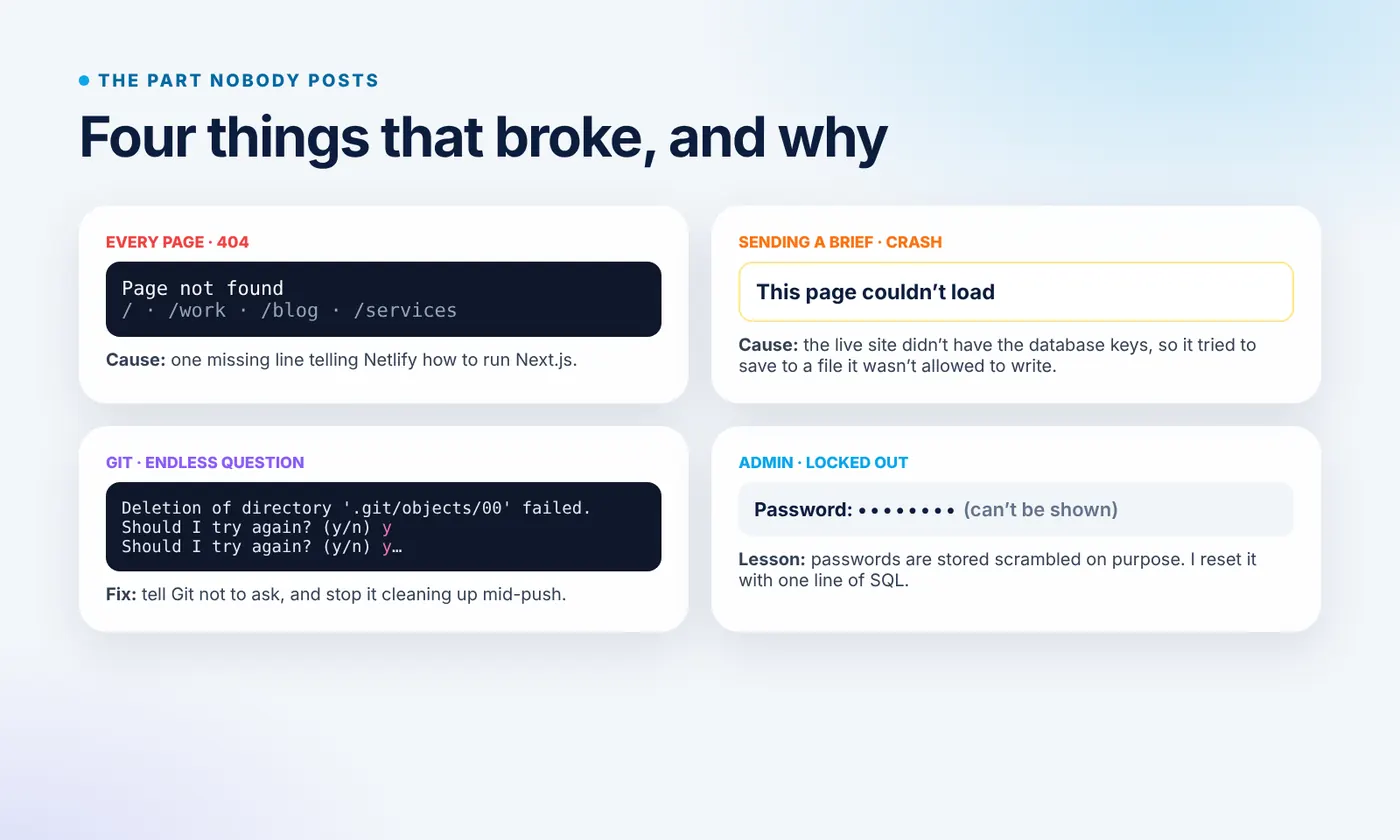 THE PART NOBODY POSTS
Four things that broke, and why
EVERY PAGE · 404
Page not found
/ · /work · /blog · /services
Cause: one missing line telling Netlify how to run Next.js.
SENDING A BRIEF · CRASH
This page couldn’t load
Cause: the live site didn’t have the database keys, so it tried to
save to a file it wasn’t allowed to write.
GIT · ENDLESS QUESTION
Deletion of directory '.git/objects/00' failed.
Should I try again? (y/n) y
Should I try again? (y/n) y…
Fix: tell Git not to ask, and stop it cleaning up mid-push.
ADMIN · LOCKED OUT
Password: •••••••• (can’t be shown)
Lesson: passwords are stored scrambled on purpose. I reset it
with one line of SQL.